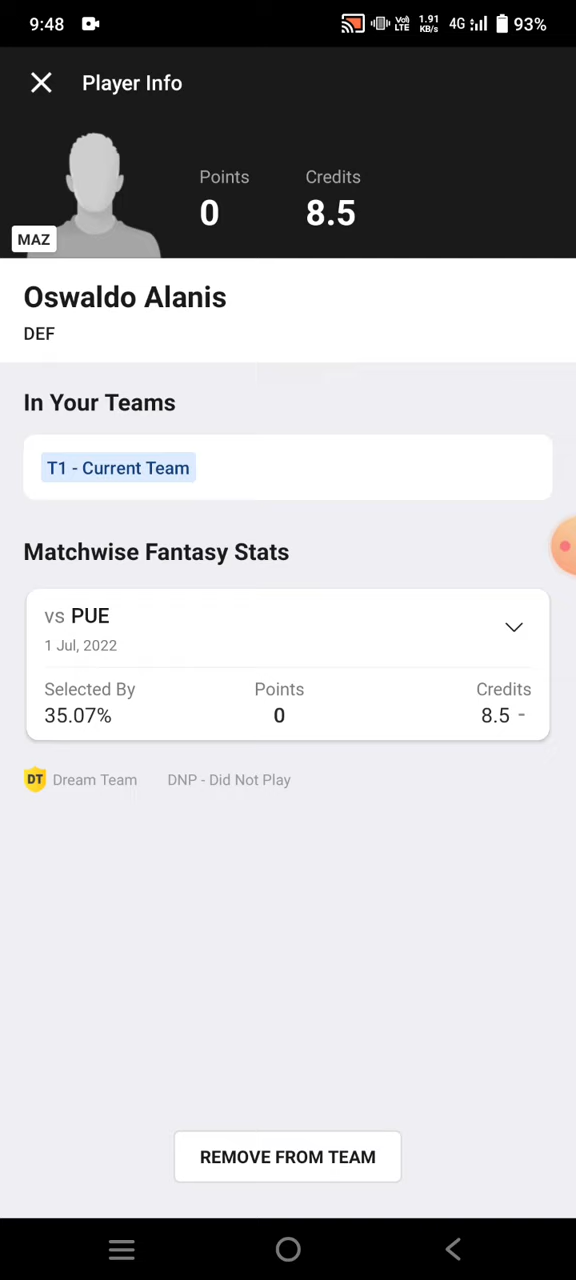 9:48
Vo) LTE 1.91 KB/s 4G 93%
Player Info
Points Credits
0 8.5
MAZ
Oswaldo Alanis
DEF
In Your Teams
T1 - Current Team
Matchwise Fantasy Stats
vs PUE
1 Jul, 2022
Selected By Points Credits
35.07% 0 8.5 -
DT Dream Team DNP - Did Not Play
REMOVE FROM TEAM